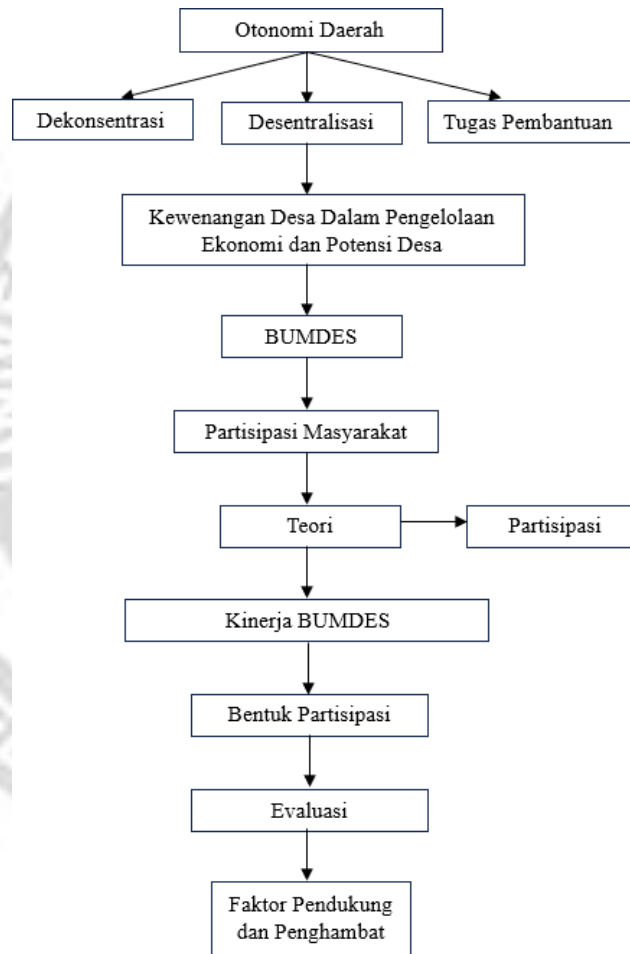 Otonomi Daerah
Dekonsentrasi
Desentralisasi
Tugas Pembantuan
Kewenangan Desa Dalam Pengelolaan
Ekonomi dan Potensi Desa
BUMDES
Partisipasi Masyarakat
Teori
Partisipasi
Kinerja BUMDES
Bentuk Partisipasi
Evaluasi
Faktor Pendukung
dan Penghambat